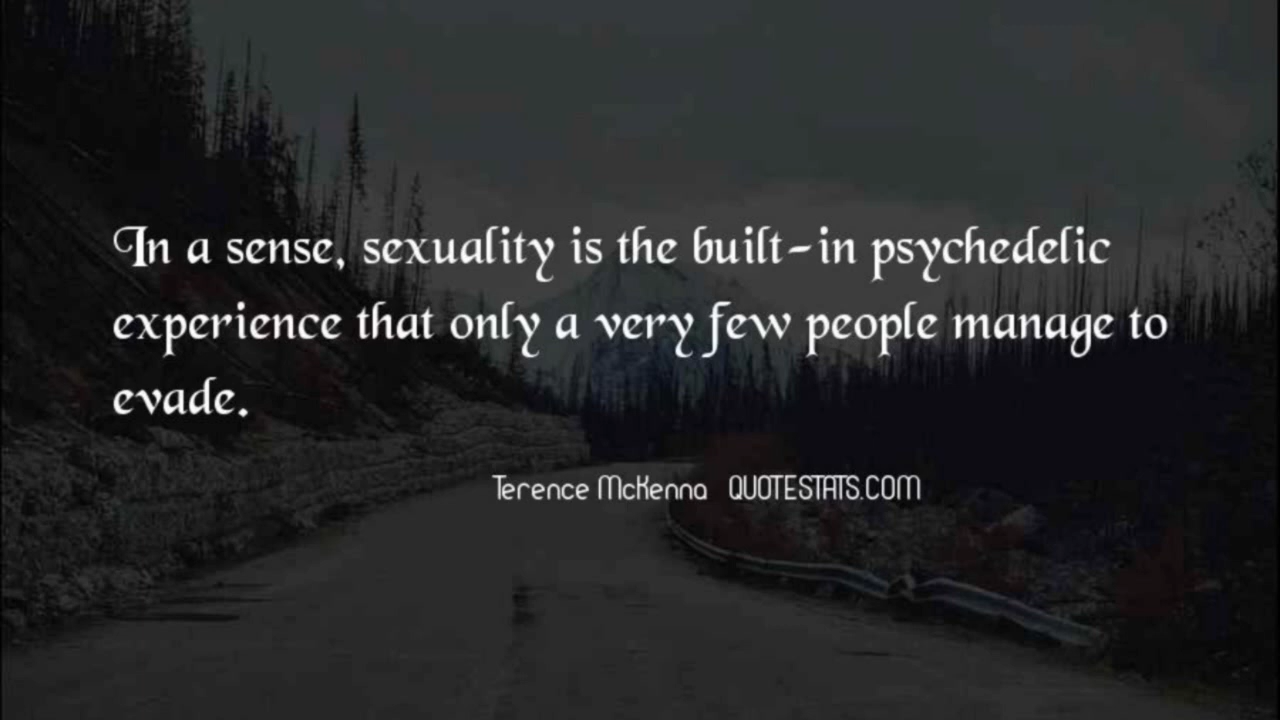 In a sense, sexuality is the built-in psychedelic
experience that only a very few people manage to
evade.
Terence McKenna QUOTESTATS.COM